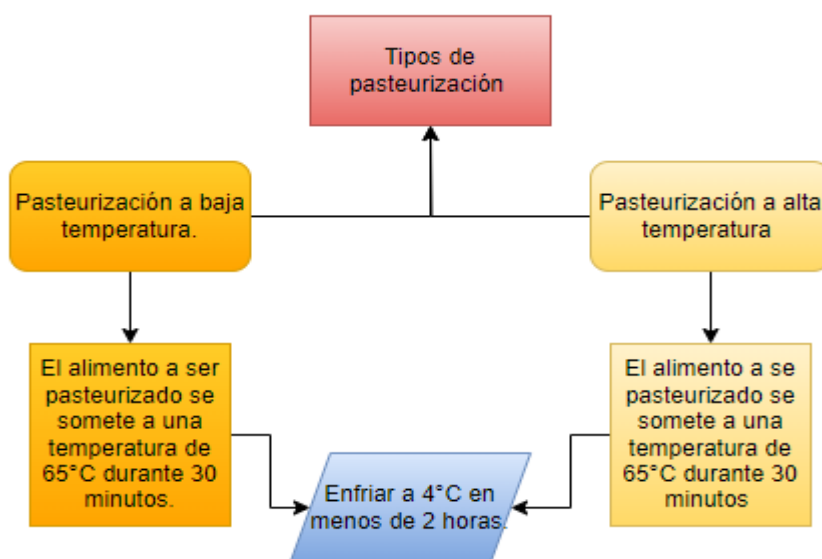 Tipos de
pasteurización
Pasteurización a baja
temperatura.
Pasteurización a alta
temperatura
El alimento a ser
pasteurizado se
somete a una
temperatura de
65°C durante 30
minutos.
El alimento a se
pasteurizado se
somete a una
temperatura de
65°C durante 30
minutos
Enfriar a 4°C en
menos de 2 horas.